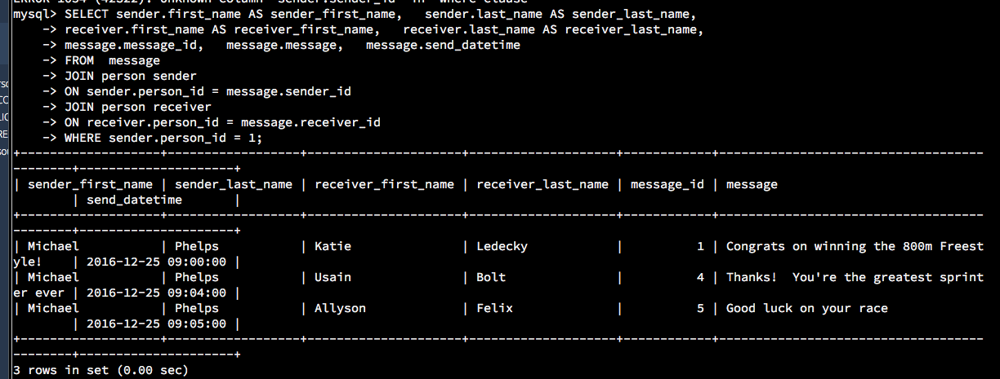 ERROR 1054 (42S22): Unknown column 'sender.sender_id' in 'where clause'
mysql> SELECT sender.first_name AS sender_first_name,   sender.last_name AS sender_last_name,
    -> receiver.first_name AS receiver_first_name,   receiver.last_name AS receiver_last_name,
    -> message.message_id,   message.message,   message.send_datetime
    -> FROM  message
    -> JOIN person sender
    -> ON sender.person_id = message.sender_id
    -> JOIN person receiver
    -> ON receiver.person_id = message.receiver_id
    -> WHERE sender.person_id = 1;
+-------------------+------------------+---------------------+--------------------+------------+------------------------------------
--------+---------------------+
| sender_first_name | sender_last_name | receiver_first_name | receiver_last_name | message_id | message
        | send_datetime       |
+-------------------+------------------+---------------------+--------------------+------------+------------------------------------
--------+---------------------+
| Michael           | Phelps           | Katie               | Ledecky            |          1 | Congrats on winning the 800m Freest
yle!    | 2016-12-25 09:00:00 |
| Michael           | Phelps           | Usain               | Bolt               |          4 | Thanks!  You're the greatest sprint
er ever | 2016-12-25 09:04:00 |
| Michael           | Phelps           | Allyson             | Felix              |          5 | Good luck on your race
        | 2016-12-25 09:05:00 |
+-------------------+------------------+---------------------+--------------------+------------+------------------------------------
--------+---------------------+
3 rows in set (0.00 sec)